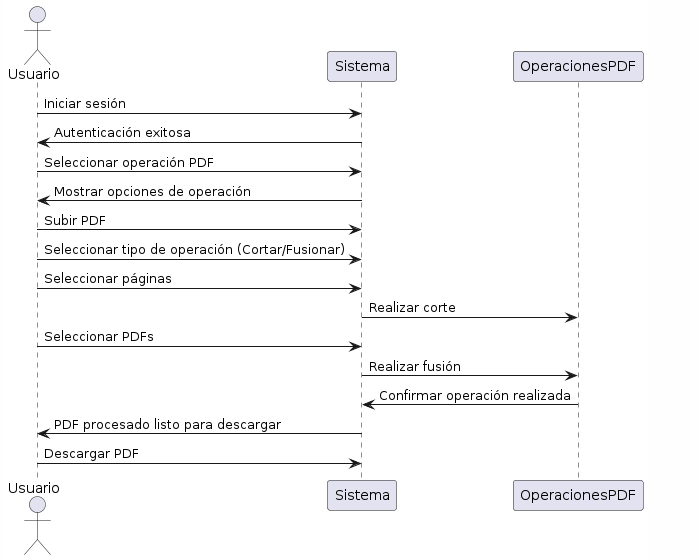 Usuario
Sistema
OperacionesPDF
Iniciar sesión
Autenticación exitosa
Seleccionar operación PDF
Mostrar opciones de operación
Subir PDF
Seleccionar tipo de operación (Cortar/Fusionar)
Seleccionar páginas
Realizar corte
Seleccionar PDFs
Realizar fusión
Confirmar operación realizada
PDF procesado listo para descargar
Descargar PDF
Usuario
Sistema
OperacionesPDF